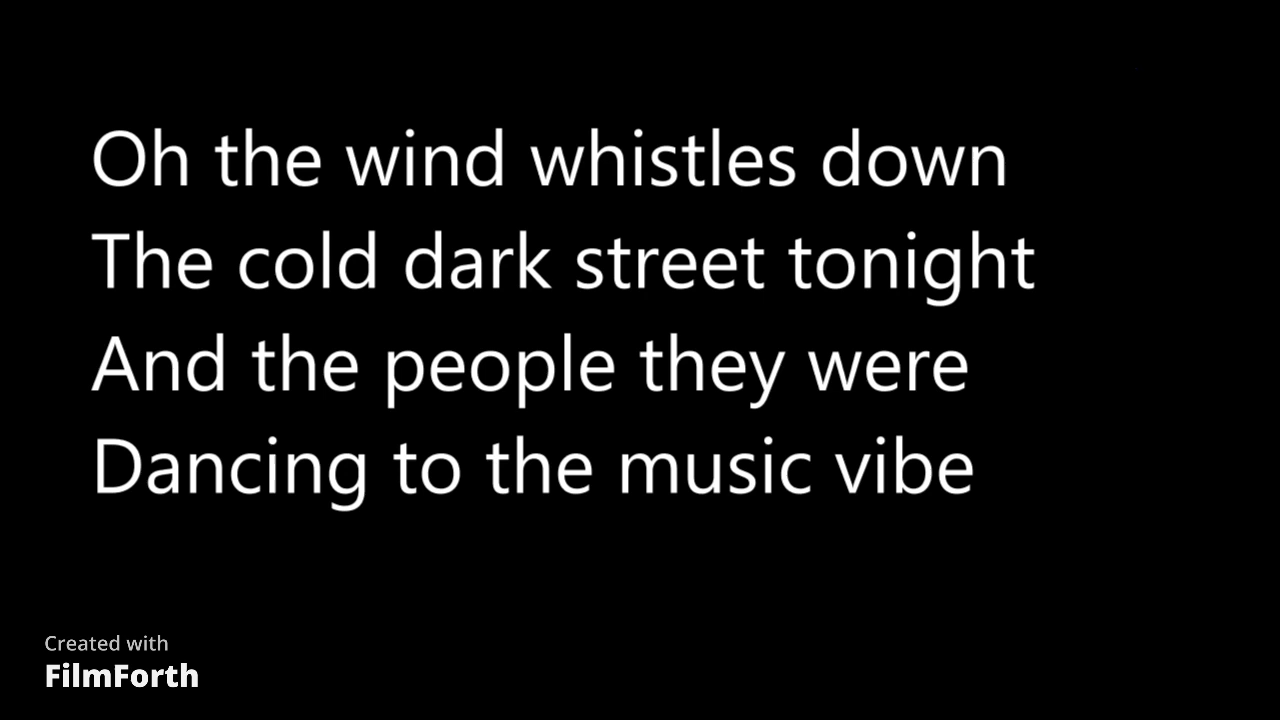 Oh the wind whistles down
The cold dark street tonight
And the people they were
Dancing to the music vibe
Created with
FilmForth